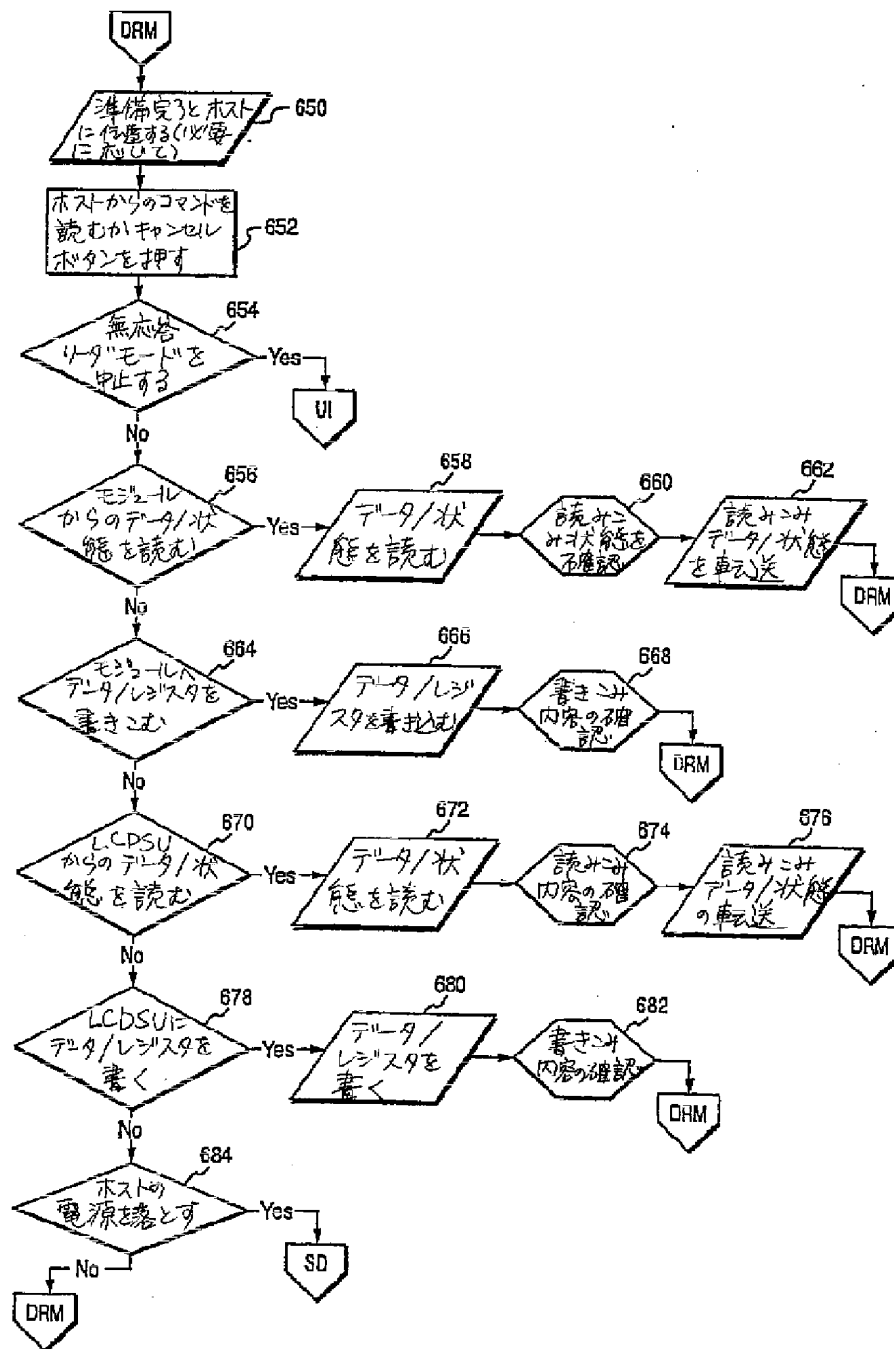 DRM
準備完了とホスト
に位置する(必要
に応じて)
650
ホストからのコマンドを
読むかキャンセル
ボタンを押す
652
無応答
リーダモードを
中止する
654
Yes
UI
No
モジュール
からのデータ/状
態を読む
656
Yes
データ/状
態を読む
658
読みこ
み状態を
確認
660
読みこみ
データ/状態
を転送
662
DRM
No
モジュールへ
データ/レジスタを
書きこむ
664
Yes
データ/レジ
スタを書き込む
666
書きこみ
内容の確
認
668
DRM
No
LCDSU
からのデータ/状
態を読む
670
Yes
データ/状
態を読む
672
読みこみ
内容の確
認
674
読みこみ
データ/状態
の転送
676
DRM
No
LCDSUに
データ/レジスタを
書く
678
Yes
データ/
レジスタを
書く
680
書きこみ
内容の確認
682
DRM
No
ホストの
電源を落とす
684
Yes
SD
No
DRM